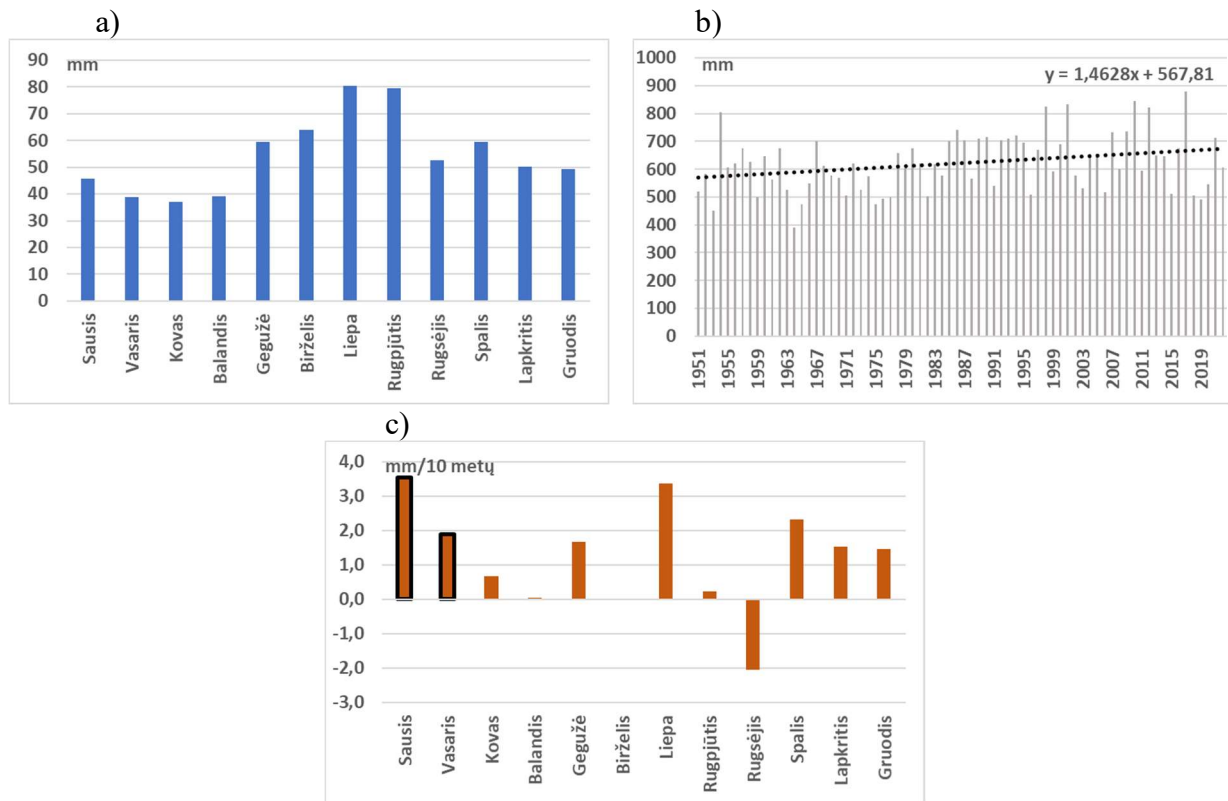 a)
mm
90
80
70
60
50
40
30
20
10
0
Sausis
Vasaris
Kovas
Balandis
Gegužė
Birželis
Liepa
Rugpjūtis
Rugsėjis
Spalis
Lapkritis
Gruodis
b)
mm
y = 1,4628x + 567,81
1000
900
800
700
600
500
400
300
200
100
0
1951
1955
1959
1963
1967
1971
1975
1979
1983
1987
1991
1995
1999
2003
2007
2011
2015
2019
c)
mm/10 metų
4,0
3,0
2,0
1,0
0,0
-1,0
-2,0
-3,0
Sausis
Vasaris
Kovas
Balandis
Gegužė
Birželis
Liepa
Rugpjūtis
Rugsėjis
Spalis
Lapkritis
Gruodis